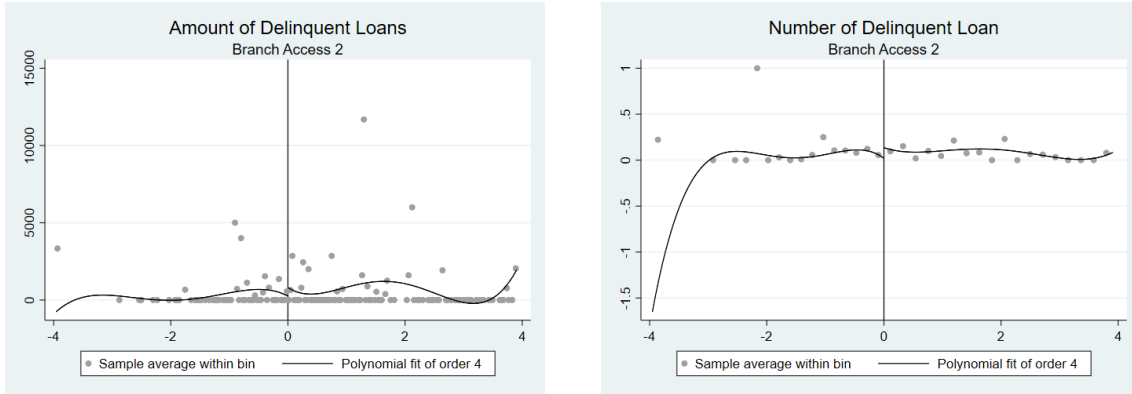 Amount of Delinquent Loans
Branch Access 2
15000
10000
5000
0
-4
-2
0
2
4
Sample average within bin
Polynomial fit of order 4
Number of Delinquent Loan
Branch Access 2
1
.5
0
-.5
-1
-1.5
-4
-2
0
2
4
Sample average within bin
Polynomial fit of order 4